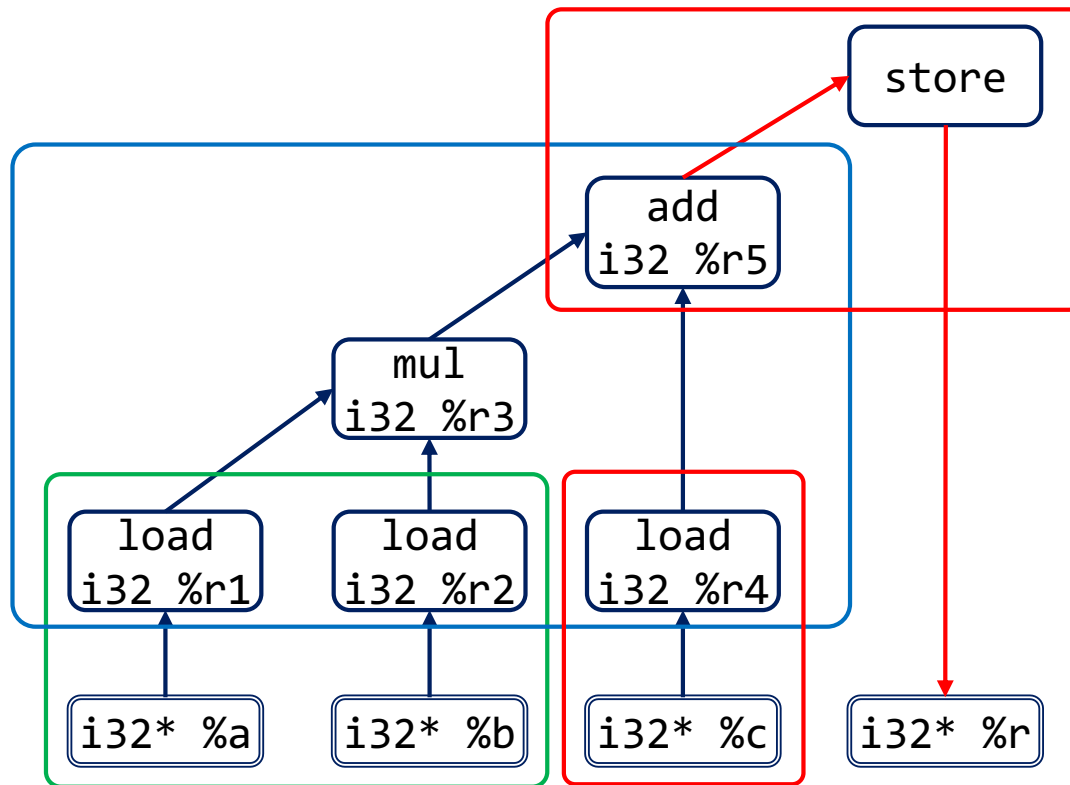 store
add
i32 %r5
mul
i32 %r3
load
i32 %r1
load
i32 %r2
load
i32 %r4
i32* %a
i32* %b
i32* %c
i32* %r